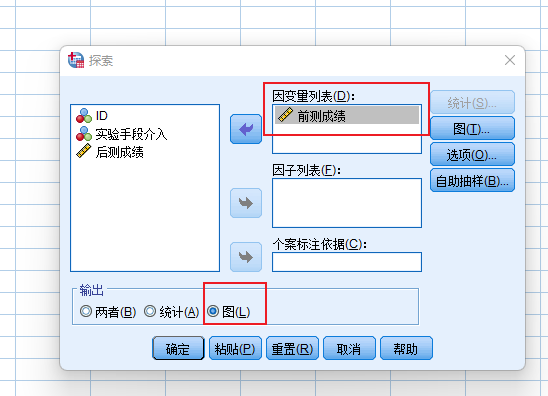 探索
因变量列表(D):
前测成绩
ID
实验手段介入
后测成绩
因子列表(F):
个案标注依据(C):
统计(S)...
图(T)...
选项(O)...
自助抽样(B)...
输出
两者(B) 统计(A) 图(L)
确定 粘贴(P) 重置(R) 取消 帮助